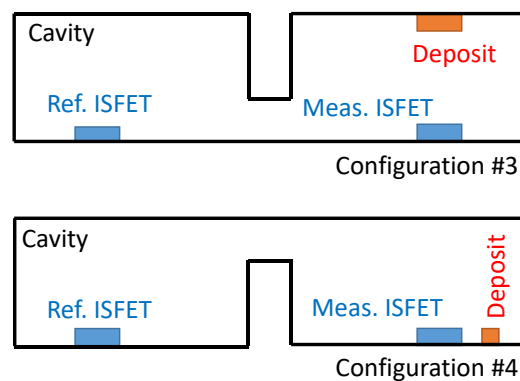 Cavity
Deposit
Ref. ISFET
Meas. ISFET
Configuration #3
Cavity
Deposit
Ref. ISFET
Meas. ISFET
Configuration #4